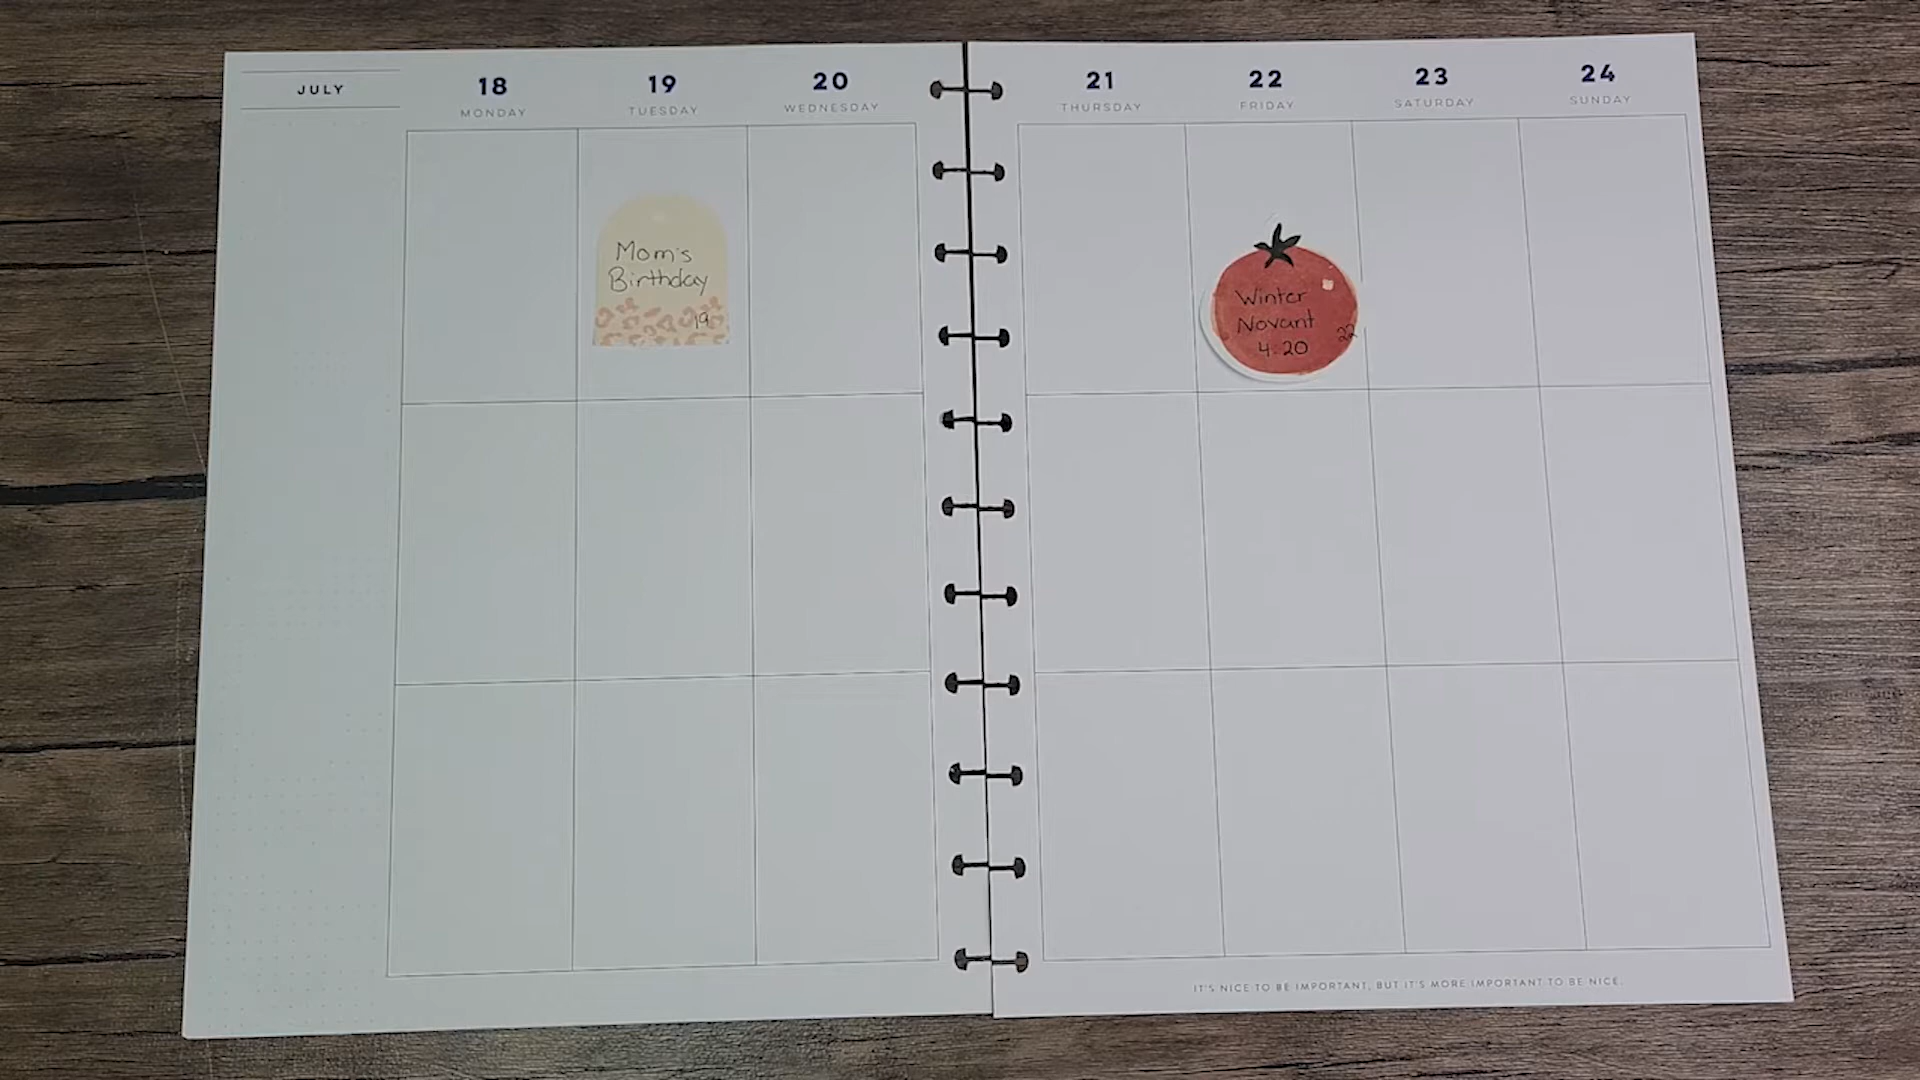 JULY
18
MONDAY
19
TUESDAY
20
WEDNESDAY
21
THURSDAY
22
FRIDAY
23
SATURDAY
24
SUNDAY
Mom's
Birthday
19
Winter
Novant
4:20
22
IT'S NICE TO BE IMPORTANT, BUT IT'S MORE IMPORTANT TO BE NICE.